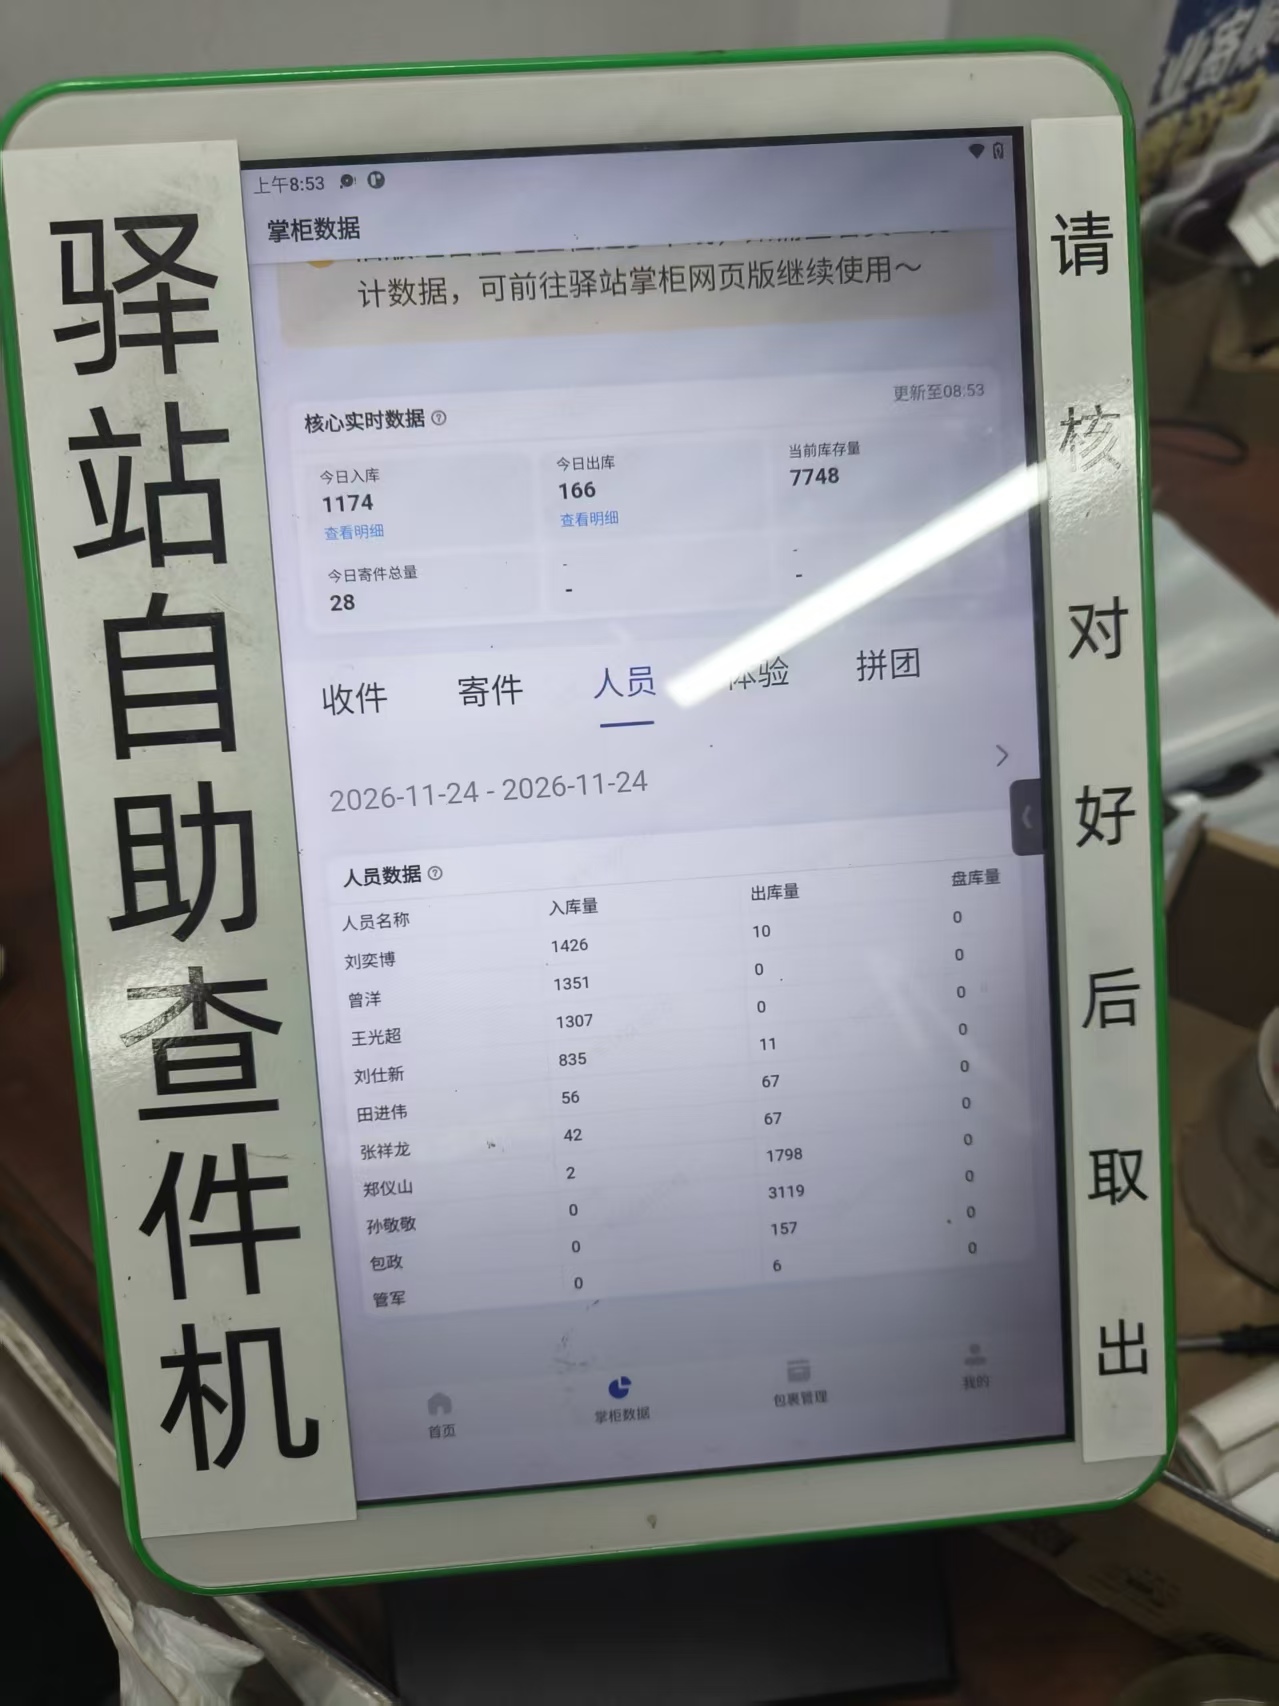 驿站自助查件机
请核对好后取出
上午8:53
掌柜数据
计数据，可前往驿站掌柜网页版继续使用～
核心实时数据 ?
更新至08:53
今日入库 今日出库 当前库存量
1174 166 7748
查看明细 查看明细
今日寄件总量 - -
28 - -
收件 寄件 人员 体验 拼团
2026-11-24 - 2026-11-24
人员数据 ?
人员名称 入库量 出库量 盘库量
刘奕博 1426 10 0
曾洋 1351 0 0
王光超 1307 0 0
刘仕新 835 11 0
田进伟 56 67 0
张祥龙 42 67 0
郑仪山 2 1798 0
孙敬敬 0 3119 0
包政 0 157 0
管军 0 6 0
首页 掌柜数据 包裹管理 我的